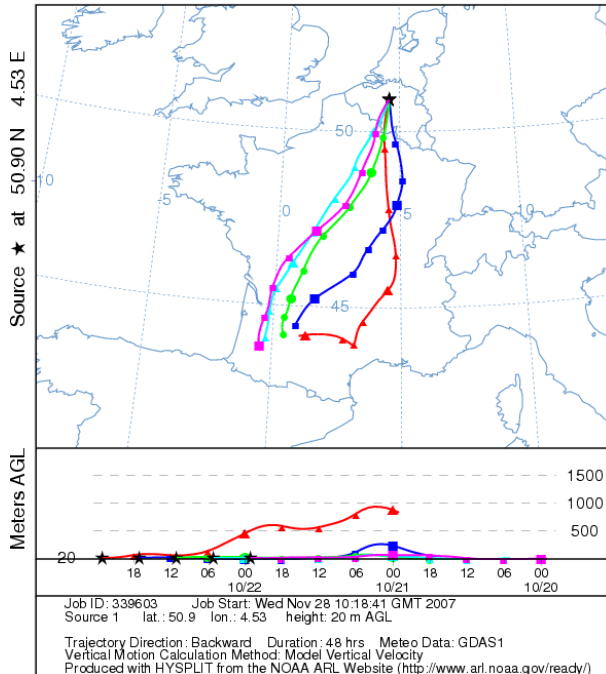 Source ★ at 50.90 N 4.53 E
50
-10
-5
0
5
10
45
Meters AGL
1500
1000
500
20
18 12 06 00 18 12 06 00 18 12 06 00
10/22 10/21 10/20
Job ID: 339603 Job Start: Wed Nov 28 10:18:41 GMT 2007
Source 1 lat.: 50.9 lon.: 4.53 height: 20 m AGL
Trajectory Direction: Backward Duration: 48 hrs Meteo Data: GDAS1
Vertical Motion Calculation Method: Model Vertical Velocity
Produced with HYSPLIT from the NOAA ARL Website (http://www.arl.noaa.gov/ready/)